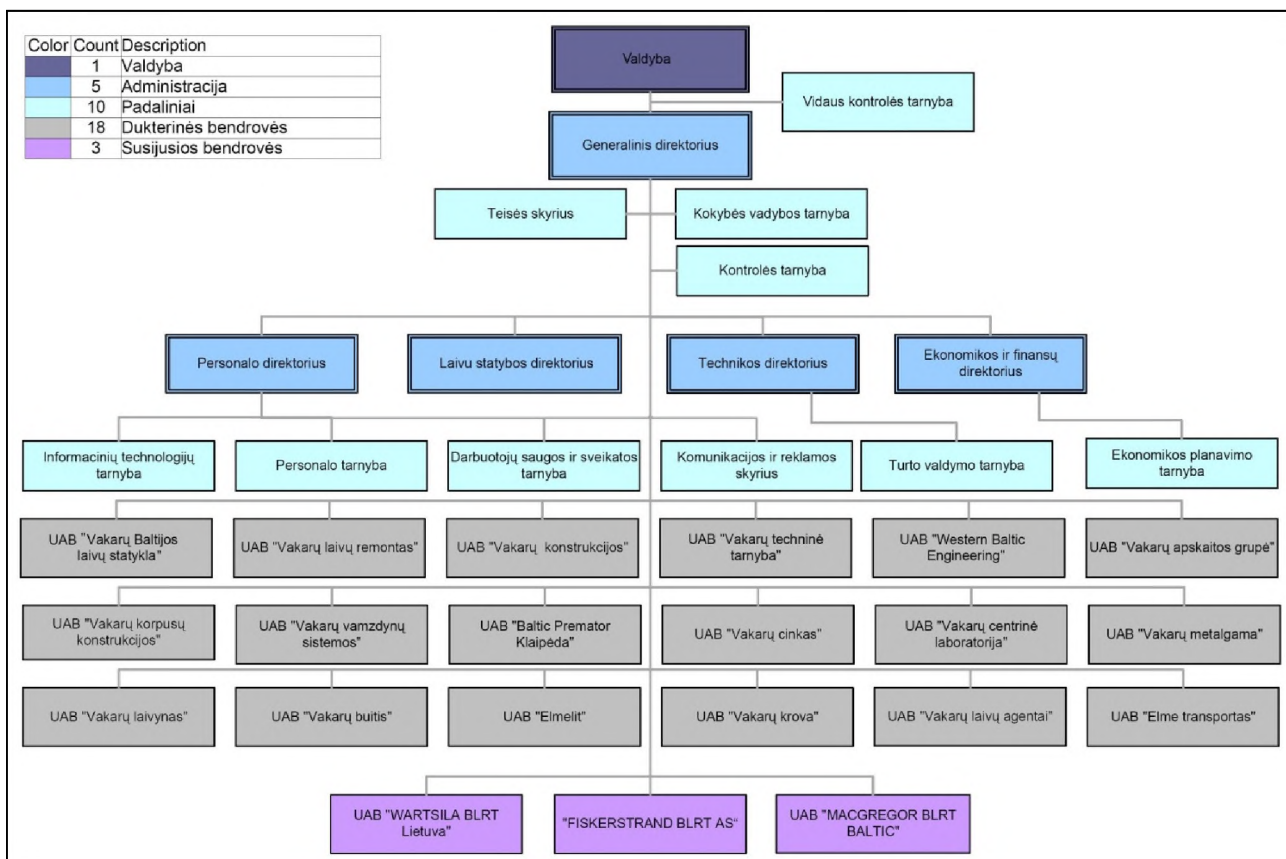 Color Count Description
1 Valdyba
5 Administracija
10 Padaliniai
18 Dukterinės bendrovės
3 Susijusios bendrovės
Valdyba
Vidaus kontrolės tarnyba
Generalinis direktorius
Teisės skyrius
Kokybės vadybos tarnyba
Kontrolės tarnyba
Personalo direktorius
Laivu statybos direktorius
Technikos direktorius
Ekonomikos ir finansų
direktorius
Informacinių technologijų
tarnyba
Personalo tarnyba
Darbuotojų saugos ir sveikatos
tarnyba
Komunikacijos ir reklamos
skyrius
Turto valdymo tarnyba
Ekonomikos planavimo
tarnyba
UAB "Vakarų Baltijos
laivų statykla"
UAB "Vakarų laivų remontas"
UAB "Vakarų konstrukcijos"
UAB "Vakarų techninė
tarnyba"
UAB "Western Baltic
Engineering"
UAB "Vakarų apskaitos grupė"
UAB "Vakarų korpusų
konstrukcijos"
UAB "Vakarų vamzdynų
sistemos"
UAB "Baltic Premator
Klaipėda"
UAB "Vakarų cinkas"
UAB "Vakarų centrinė
laboratorija"
UAB "Vakarų metalgama"
UAB "Vakarų laivynas"
UAB "Vakarų buitis"
UAB "Elmelit"
UAB "Vakarų krova"
UAB "Vakarų laivų agentai"
UAB "Elme transportas"
UAB "WARTSILA BLRT
Lietuva"
"FISKERSTRAND BLRT AS“
UAB "MACGREGOR BLRT
BALTIC"